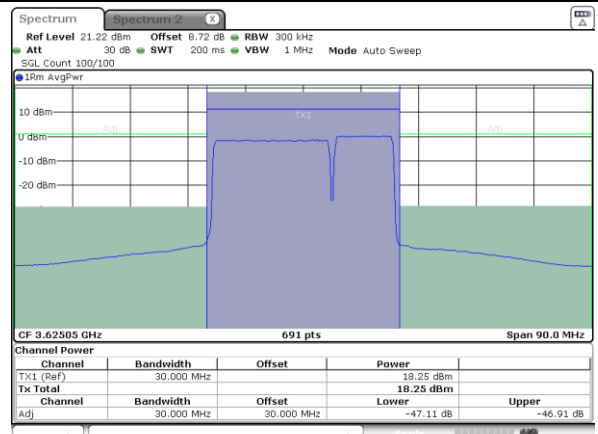 Spectrum Spectrum 2 X
Ref Level 21.22 dBm Offset 8.72 dB RBW 300 kHz
Att 30 dB SWT 200 ms VBW 1 MHz Mode Auto Sweep
SGL Count 100/100
1Rm AvgPwr
10 dBm
TX1
Adj Adj
0 dBm
-10 dBm
-20 dBm
CF 3.62505 GHz 691 pts Span 90.0 MHz
Channel Power
Channel Bandwidth Offset Power
TX1 (Ref) 30.000 MHz 18.25 dBm
Tx Total 18.25 dBm
Channel Bandwidth Offset Lower Upper
Adj 30.000 MHz 30.000 MHz -47.11 dB -46.91 dB